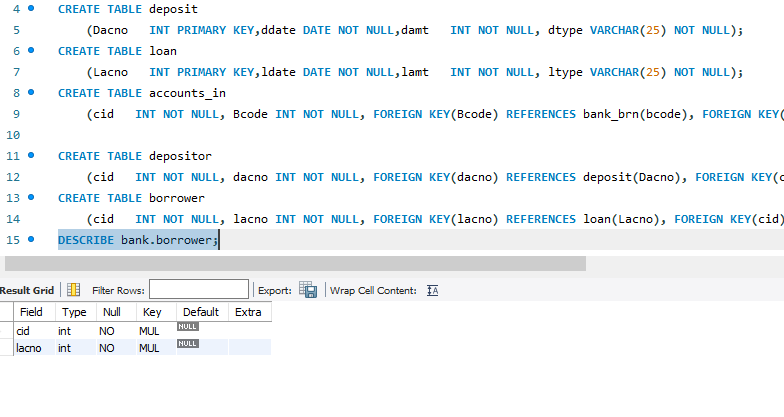 4 CREATE TABLE deposit
5 (Dacno INT PRIMARY KEY,ddate DATE NOT NULL,damt INT NOT NULL, dtype VARCHAR(25) NOT NULL);
6 CREATE TABLE loan
7 (Lacno INT PRIMARY KEY,ldate DATE NOT NULL,lamt INT NOT NULL, ltype VARCHAR(25) NOT NULL);
8 CREATE TABLE accounts_in
9 (cid INT NOT NULL, Bcode INT NOT NULL, FOREIGN KEY(Bcode) REFERENCES bank_brn(bcode), FOREIGN KEY(
10
11 CREATE TABLE depositor
12 (cid INT NOT NULL, dacno INT NOT NULL, FOREIGN KEY(dacno) REFERENCES deposit(Dacno), FOREIGN KEY(c
13 CREATE TABLE borrower
14 (cid INT NOT NULL, lacno INT NOT NULL, FOREIGN KEY(lacno) REFERENCES loan(Lacno), FOREIGN KEY(cid)
15 DESCRIBE bank.borrower;
Result Grid Filter Rows: Export: Wrap Cell Content: IA
Field Type Null Key Default Extra
cid int NO MUL NULL
lacno int NO MUL NULL